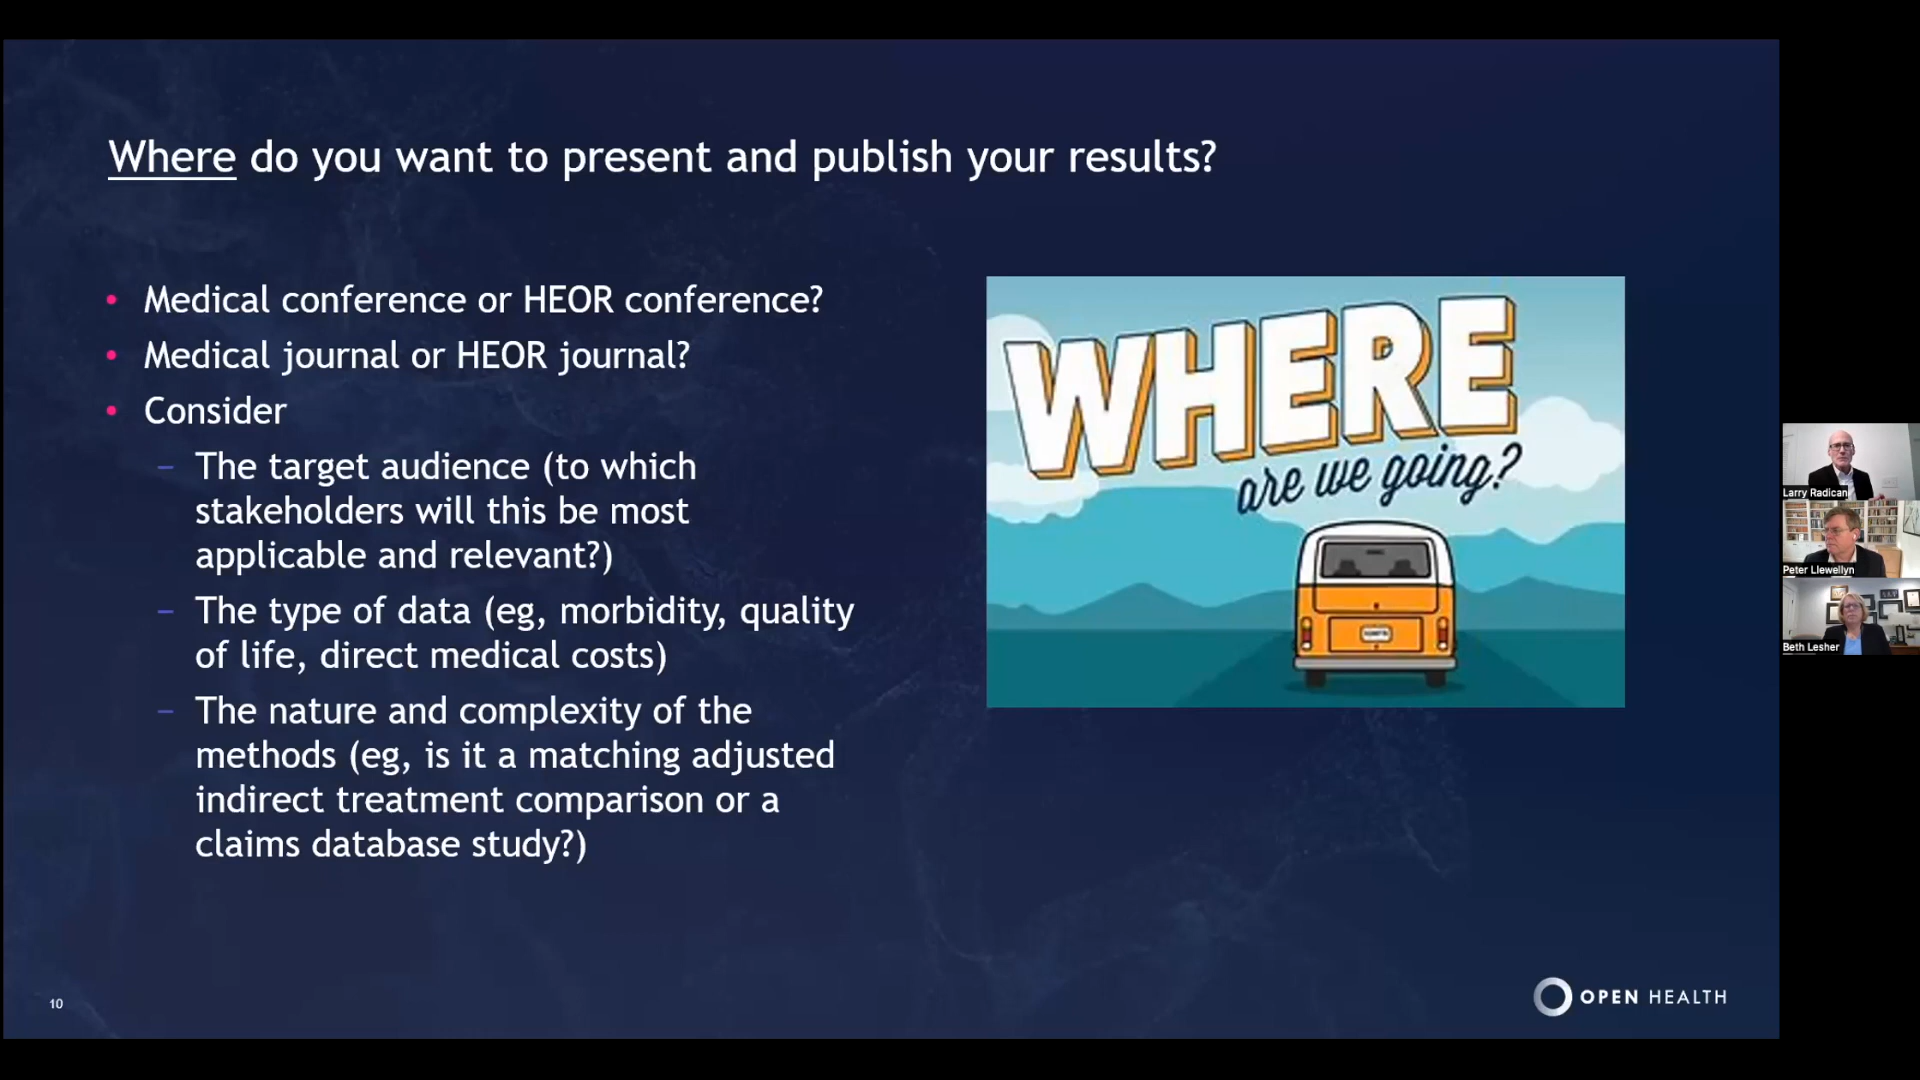 Where do you want to present and publish your results?
• Medical conference or HEOR conference?
• Medical journal or HEOR journal?
• Consider
– The target audience (to which
stakeholders will this be most
applicable and relevant?)
– The type of data (eg, morbidity, quality
of life, direct medical costs)
– The nature and complexity of the
methods (eg, is it a matching adjusted
indirect treatment comparison or a
claims database study?)
WHERE
are we going?
Larry Radican
Peter Llewellyn
Beth Lesher
10
OPEN HEALTH